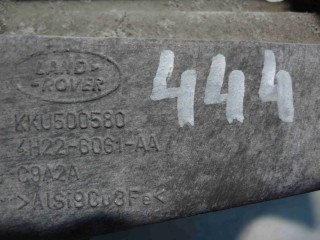 LAND-
-ROVER
444
KKU500580
4H22-6061-AA
C9A2A
>AlSi9Cu3Fe<